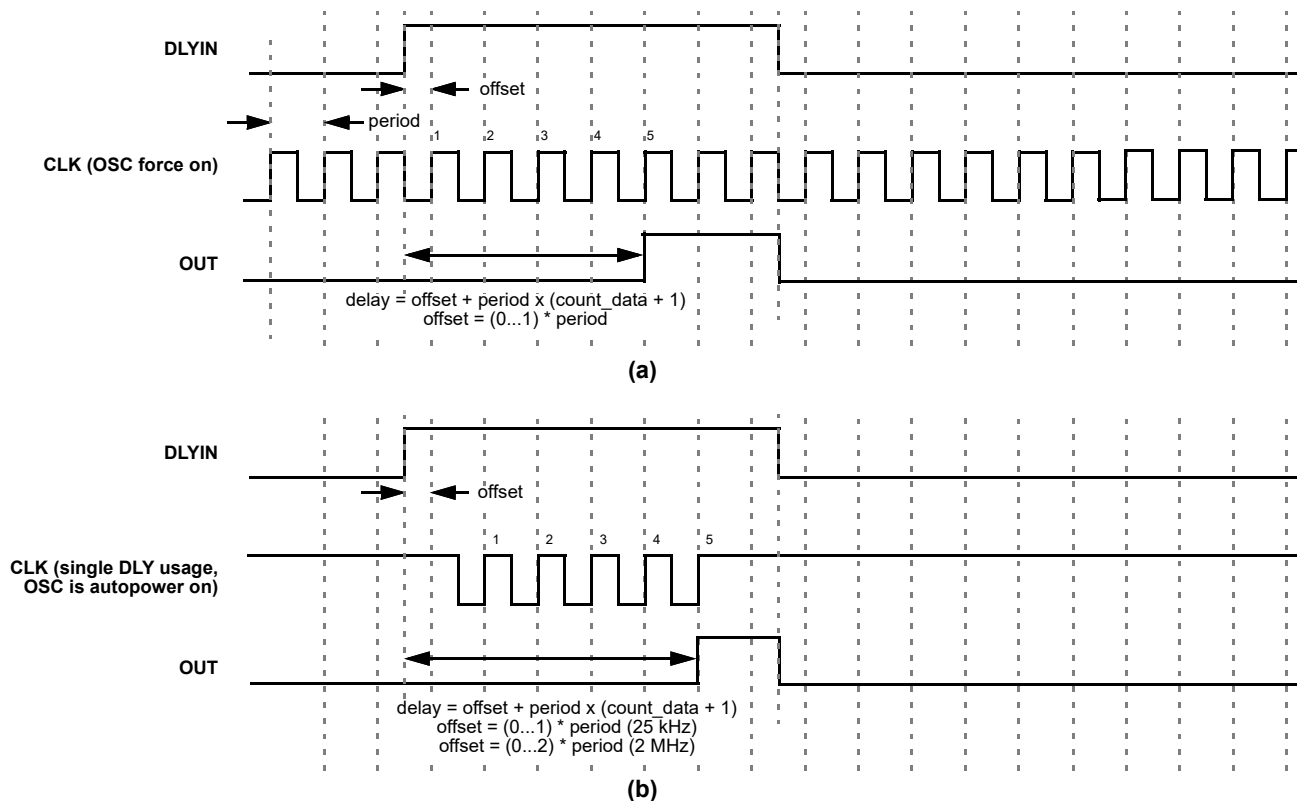 DLYIN
offset
period
1 2 3 4 5
CLK (OSC force on)
OUT
delay = offset + period x (count_data + 1)
offset = (0...1) * period
(a)
DLYIN
offset
1 2 3 4 5
CLK (single DLY usage,
OSC is autopower on)
OUT
delay = offset + period x (count_data + 1)
offset = (0...1) * period (25 kHz)
offset = (0...2) * period (2 MHz)
(b)